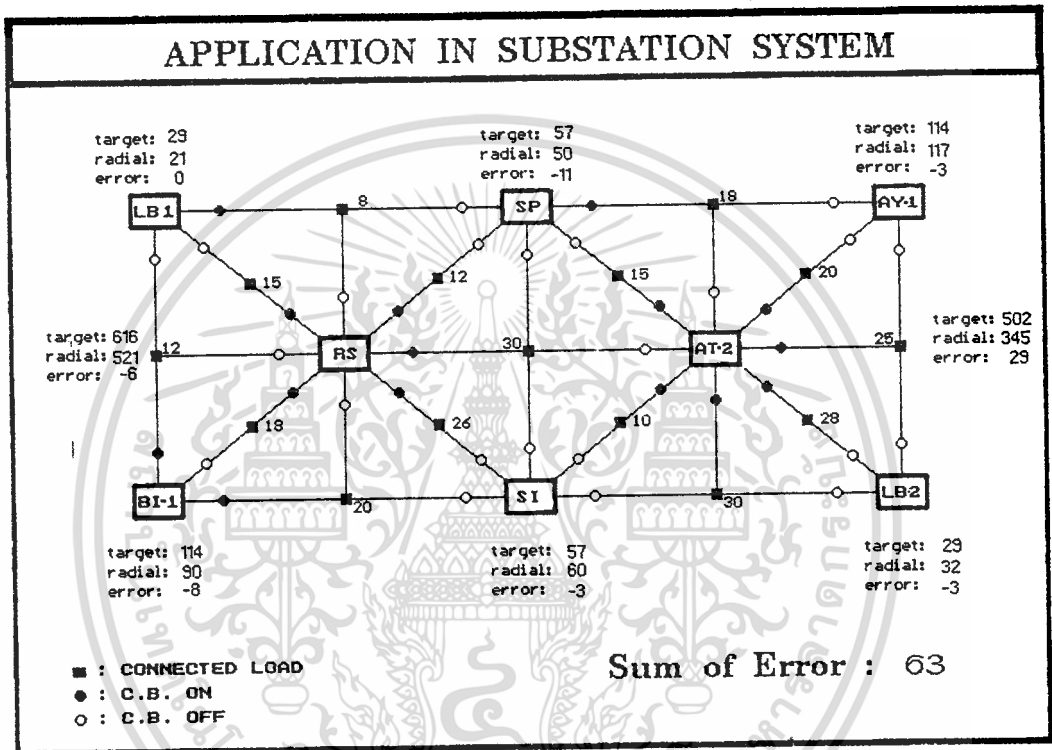 APPLICATION IN SUBSTATION SYSTEM
target: 29
radial: 21
error: 0
target: 57
radial: 50
error: -11
target: 114
radial: 117
error: -3
LB1
8
SP
18
AY-1
15
12
15
20
target: 616
radial: 521
error: -6
12
RS
30
AT-2
25
target: 502
radial: 345
error: 29
18
26
10
28
BI-1
20
SI
30
LB-2
target: 114
radial: 90
error: -8
target: 57
radial: 60
error: -3
target: 29
radial: 32
error: -3
: CONNECTED LOAD
: C.B. ON
: C.B. OFF
Sum of Error : 63